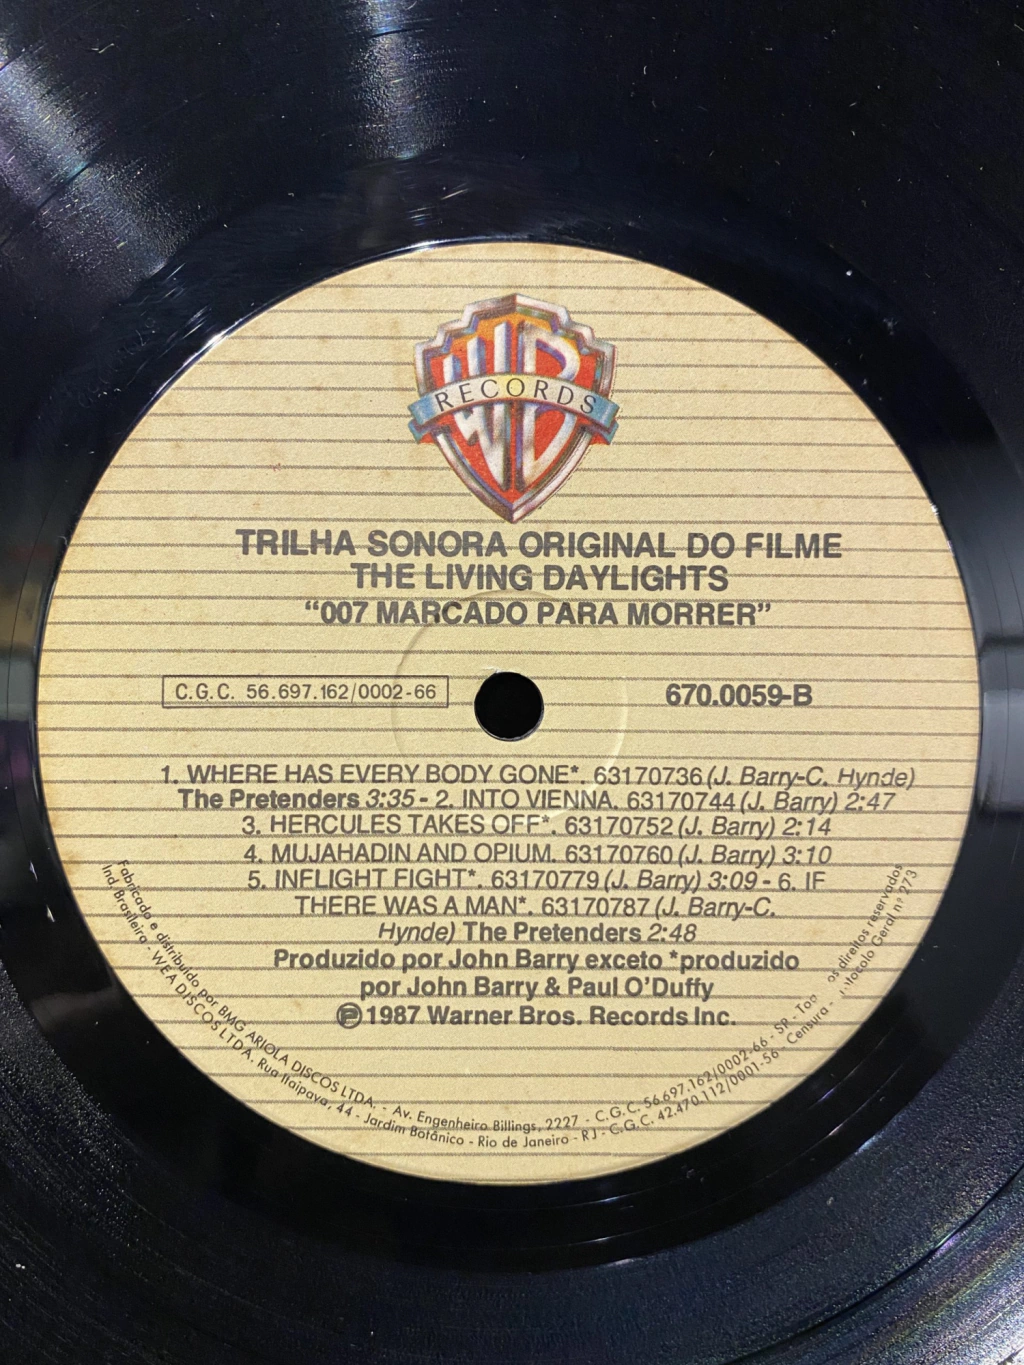 WB
RECORDS
TRILHA SONORA ORIGINAL DO FILME
THE LIVING DAYLIGHTS
"007 MARCADO PARA MORRER"
C.G.C. 56.697.162/0002-66
670.0059-B
1. WHERE HAS EVERY BODY GONE*. 63170736 (J. Barry-C. Hynde)
The Pretenders 3:35 - 2. INTO VIENNA. 63170744 (J. Barry) 2:47
3. HERCULES TAKES OFF*. 63170752 (J. Barry) 2:14
4. MUJAHADIN AND OPIUM. 63170760 (J. Barry) 3:10
5. INFLIGHT FIGHT*. 63170779 (J. Barry) 3:09 - 6. IF
THERE WAS A MAN*. 63170787 (J. Barry-C.
Hynde) The Pretenders 2:48
Produzido por John Barry exceto *produzido
por John Barry & Paul O'Duffy
℗ 1987 Warner Bros. Records Inc.
Fabricado e distribuído por BMG ARIOLA DISCOS LTDA. - Av. Engenheiro Billings, 2227 - C.G.C. 56.697.162/0002-66 - SP - os direitos reservados
Ind. Brasileira - WEA DISCOS LTDA. Rua Itaipava, 44 - Jardim Botânico - Rio de Janeiro - RJ - C.G.C. 42.470.112/0001-56 - Censura - Geral nº 273